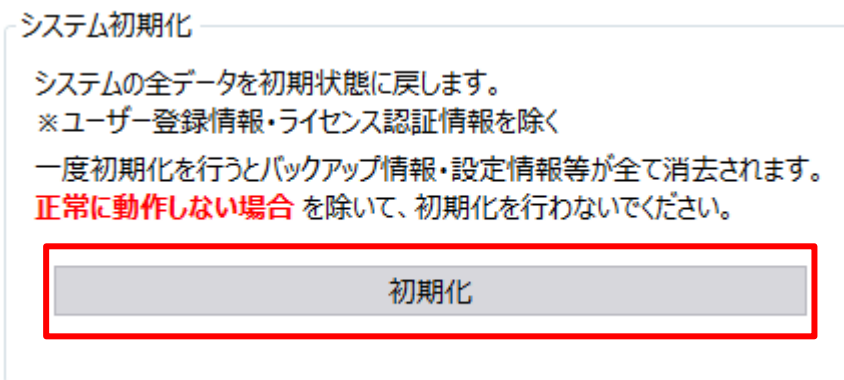 システム初期化
システムの全データを初期状態に戻します。
※ユーザー登録情報・ライセンス認証情報を除く
一度初期化を行うとバックアップ情報・設定情報等が全て消去されます。
正常に動作しない場合 を除いて、初期化を行わないでください。
初期化